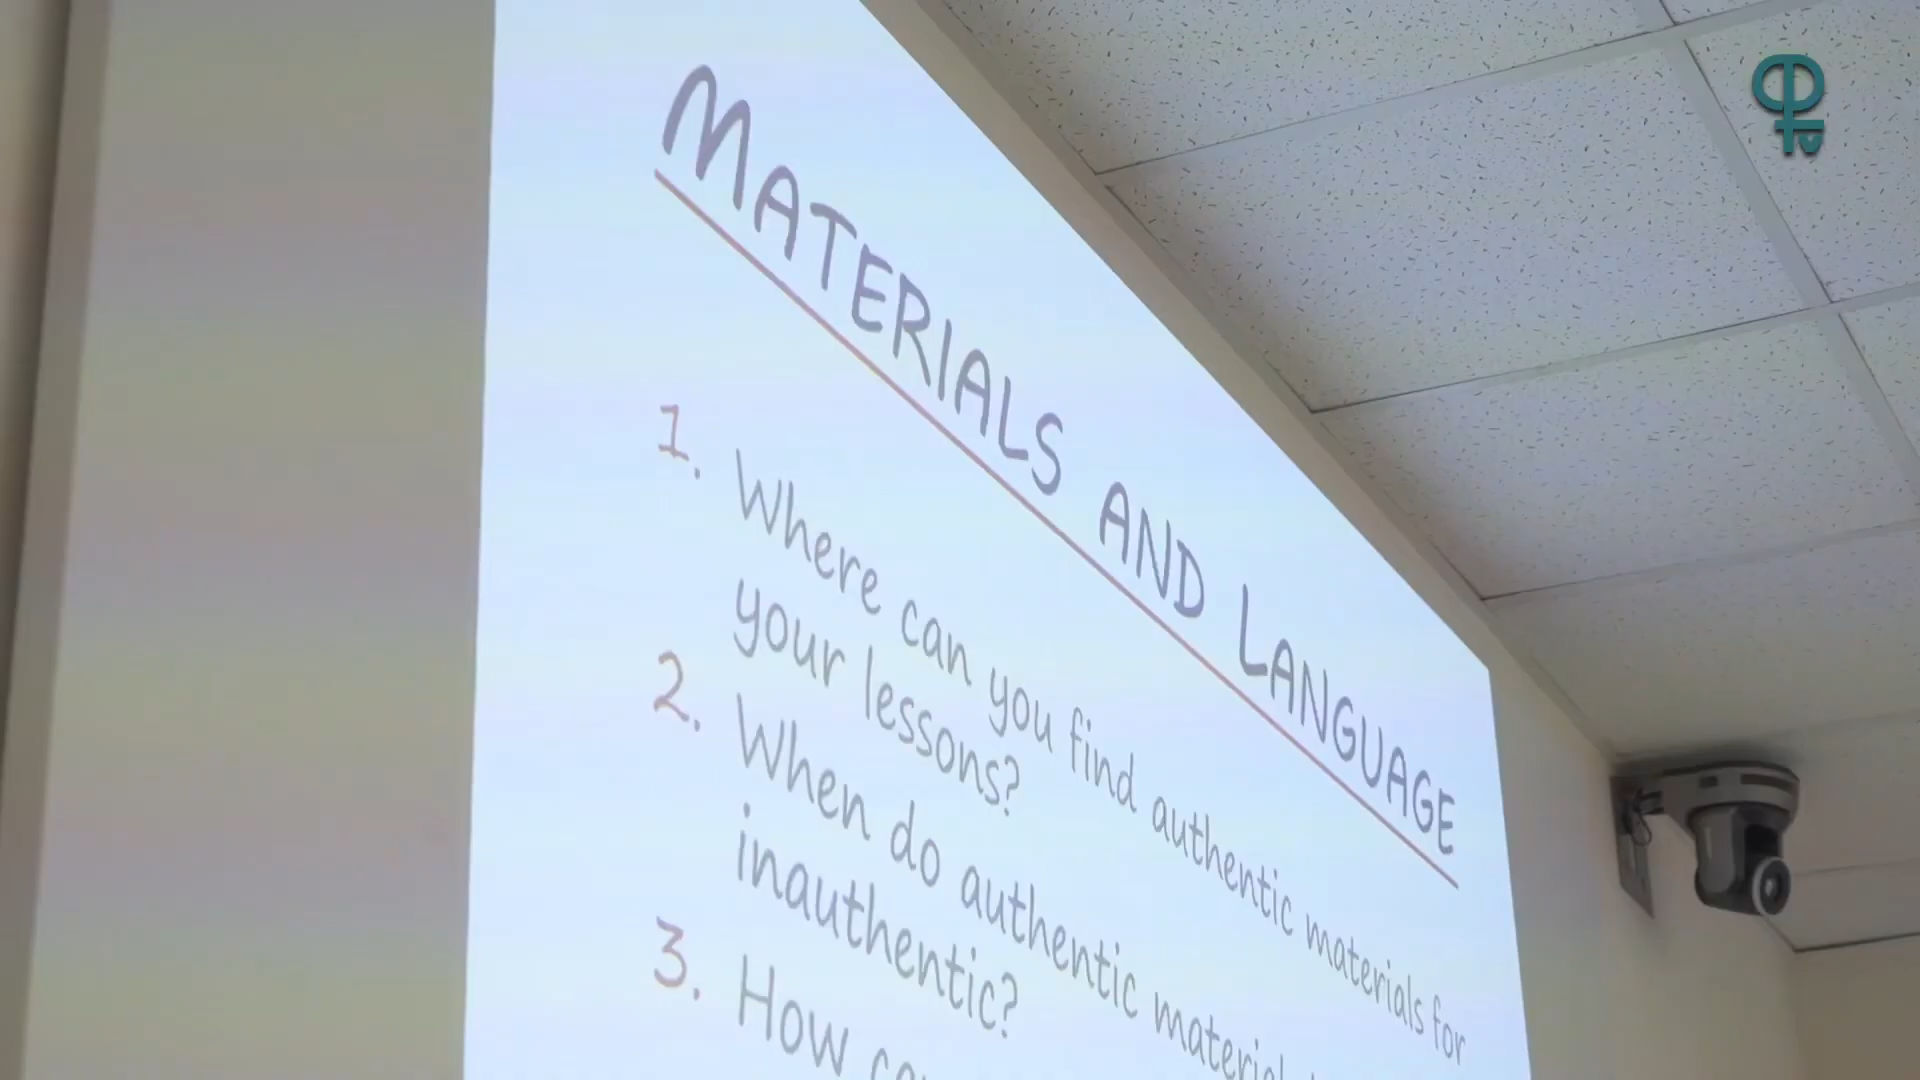 MATERIALS AND LANGUAGE
1. Where can you find authentic materials for
your lessons?
2. When do authentic
inauthentic?
3. How
tv